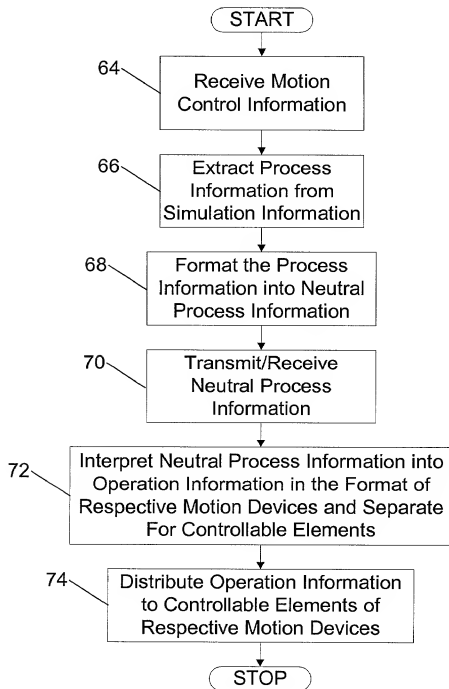 START
64
Receive Motion
Control Information
66
Extract Process
Information from
Simulation Information
68
Format the Process
Information into Neutral
Process Information
70
Transmit/Receive
Neutral Process
Information
72
Interpret Neutral Process Information into
Operation Information in the Format of
Respective Motion Devices and Separate
For Controllable Elements
74
Distribute Operation Information
to Controllable Elements of
Respective Motion Devices
STOP